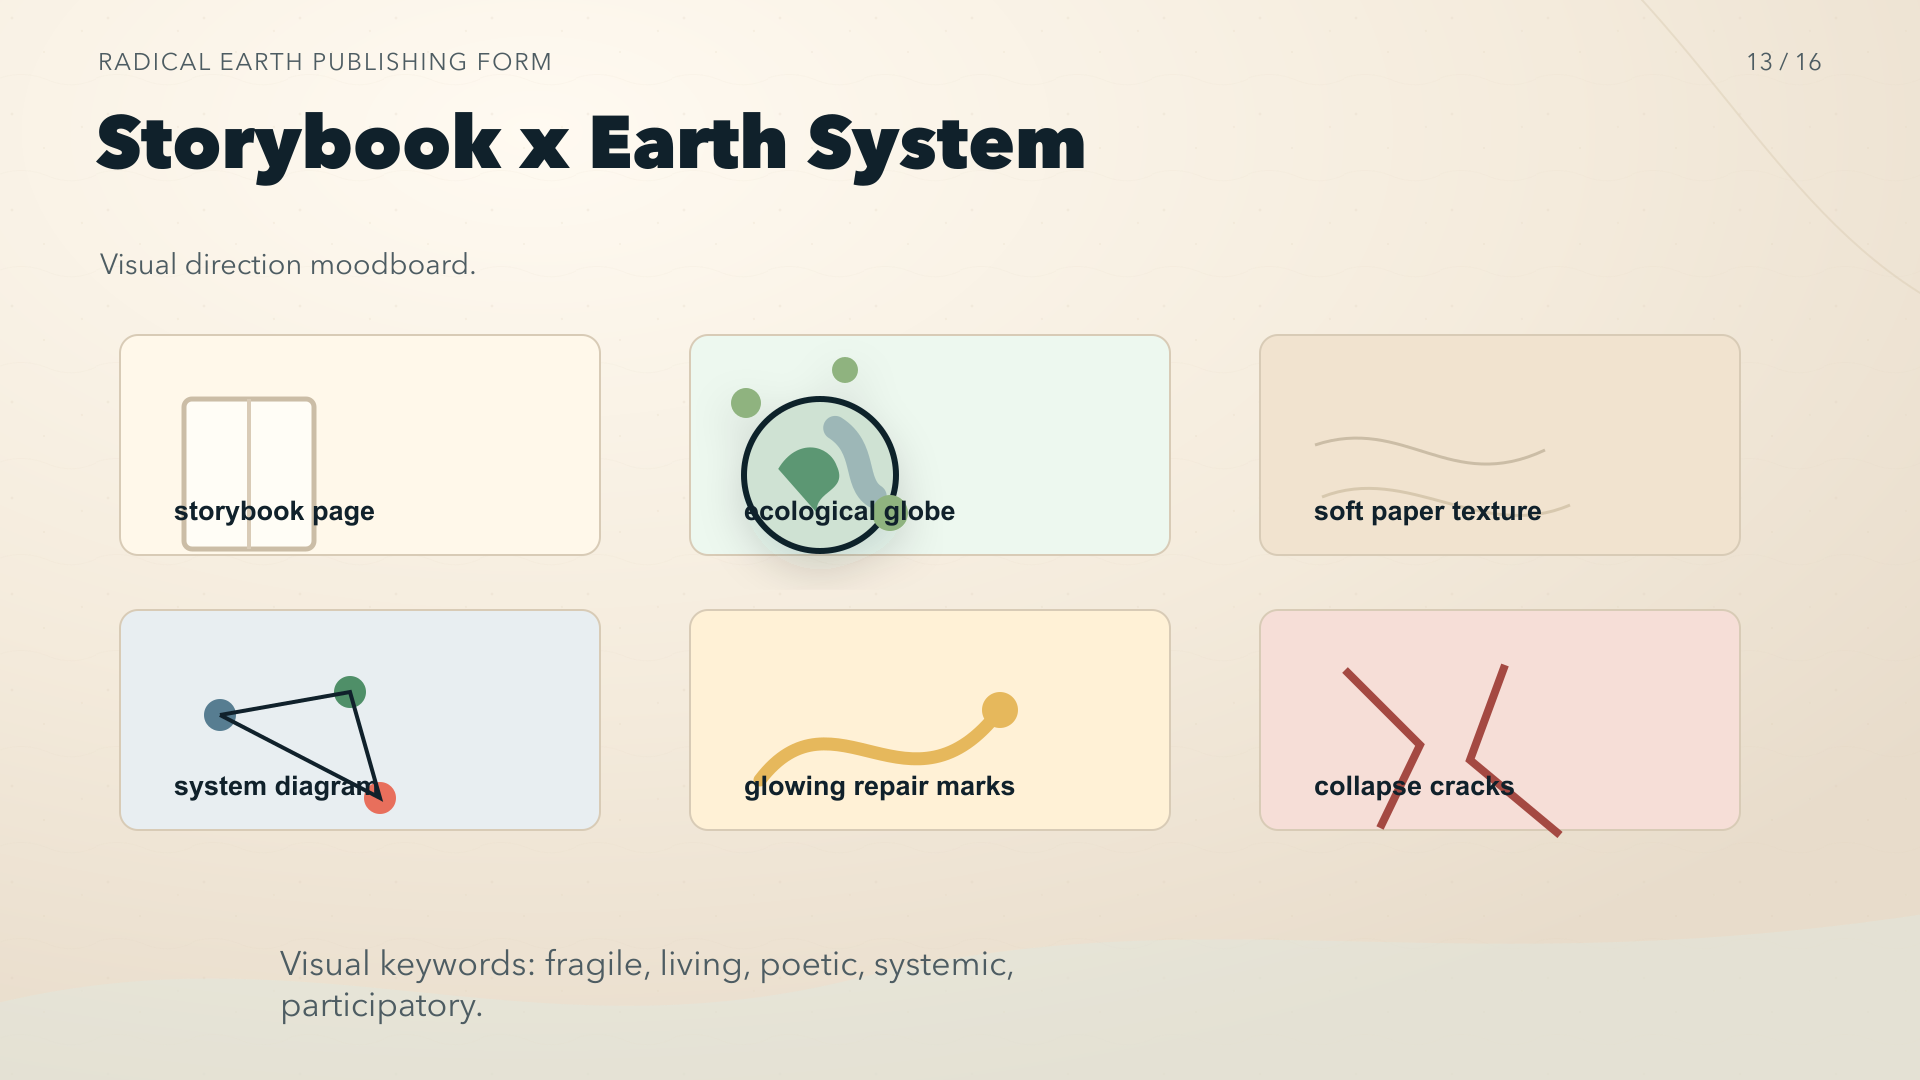 RADICAL EARTH PUBLISHING FORM
13 / 16
Storybook x Earth System
Visual direction moodboard.
storybook page
ecological globe
soft paper texture
system diagram
glowing repair marks
collapse cracks
Visual keywords: fragile, living, poetic, systemic,
participatory.